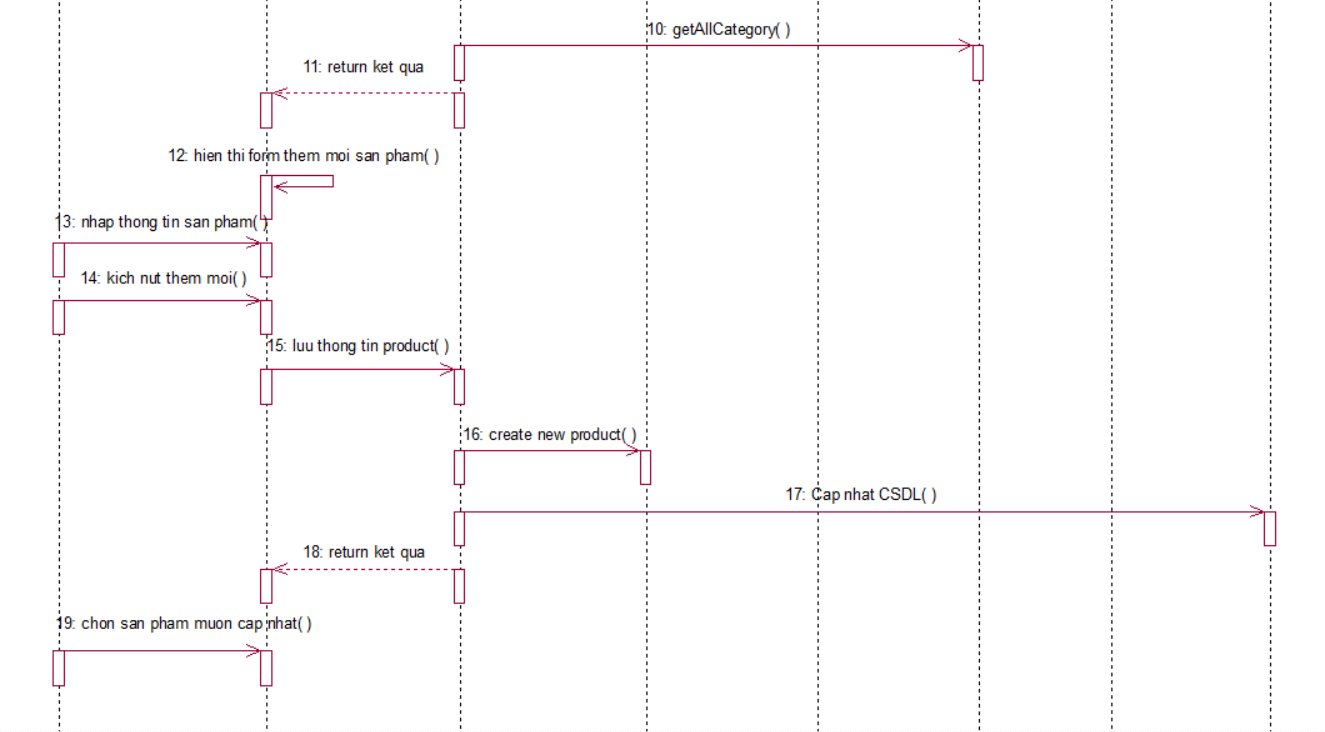 10: getAllCategory( )
11: return ket qua
12: hien thi form them moi san pham( )
13: nhap thong tin san pham( )
14: kich nut them moi( )
15: luu thong tin product( )
16: create new product( )
17: Cap nhat CSDL( )
18: return ket qua
19: chon san pham muon cap nhat( )